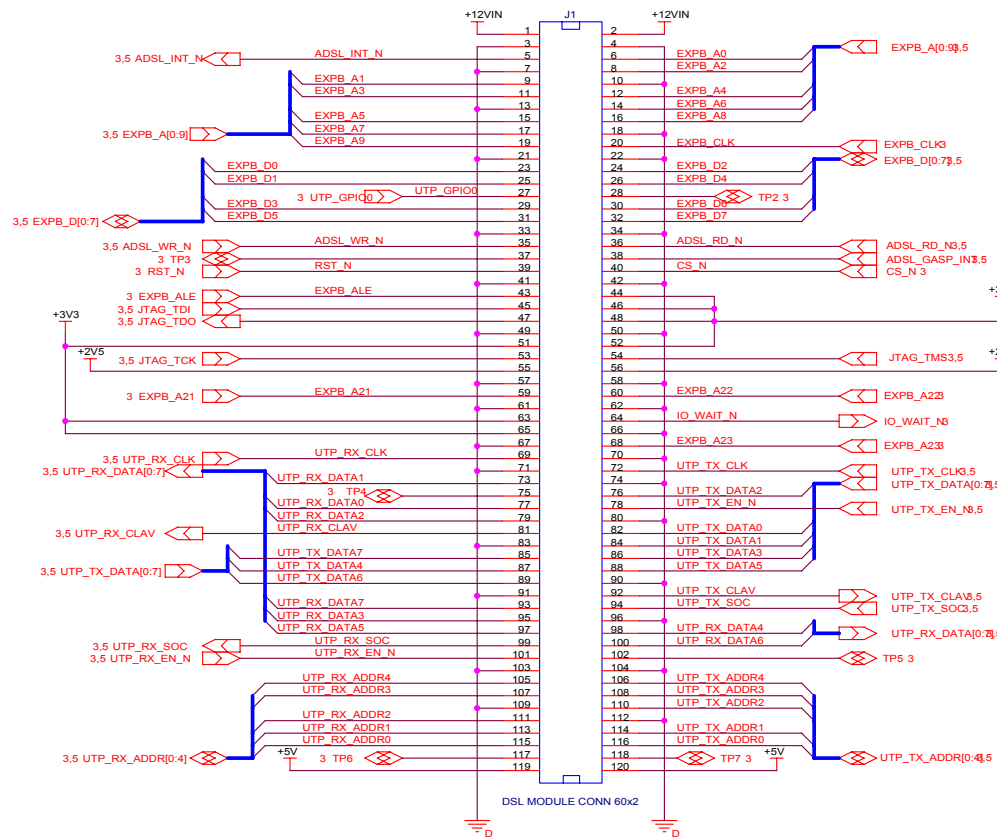 +12VIN J1 +12VIN
1 2
3 4
3,5 ADSL_INT_N ADSL_INT_N 5 6 EXPB_A0 EXPB_A[0:9]3,5
7 8 EXPB_A2
EXPB_A1 9 10
EXPB_A3 11 12 EXPB_A4
13 14 EXPB_A6
EXPB_A5 15 16 EXPB_A8
3,5 EXPB_A[0:9] EXPB_A7 17 18
EXPB_A9 19 20 EXPB_CLK EXPB_CLK3
21 22 EXPB_D[0:7]3,5
EXPB_D0 23 24 EXPB_D2
EXPB_D1 25 26 EXPB_D4
3 UTP_GPIO0 UTP_GPIO0 27 28 TP2 3
EXPB_D3 29 30 EXPB_D6
3,5 EXPB_D[0:7] EXPB_D5 31 32 EXPB_D7
33 34
3,5 ADSL_WR_N ADSL_WR_N 35 36 ADSL_RD_N ADSL_RD_N3,5
3 TP3 37 38 ADSL_GASP_INT3,5
3 RST_N RST_N 39 40 CS_N CS_N 3
41 42
3 EXPB_ALE EXPB_ALE 43 44
3,5 JTAG_TDI 45 46
+3V3 3,5 JTAG_TDO 47 48
49 50
51 52
+2V5 3,5 JTAG_TCK 53 54 JTAG_TMS3,5
55 56
57 58
3 EXPB_A21 EXPB_A21 59 60 EXPB_A22 EXPB_A223
61 62
63 64 IO_WAIT_N IO_WAIT_N3
65 66
67 68 EXPB_A23 EXPB_A233
3,5 UTP_RX_CLK UTP_RX_CLK 69 70
3,5 UTP_RX_DATA[0:7] 71 72 UTP_TX_CLK UTP_TX_CLK3,5
UTP_RX_DATA1 73 74 UTP_TX_DATA[0:7]3,5
3 TP4 75 76 UTP_TX_DATA2
UTP_RX_DATA0 77 78 UTP_TX_EN_N UTP_TX_EN_N3,5
UTP_RX_DATA2 79 80
3,5 UTP_RX_CLAV UTP_RX_CLAV 81 82 UTP_TX_DATA0
83 84 UTP_TX_DATA1
UTP_TX_DATA7 85 86 UTP_TX_DATA3
3,5 UTP_TX_DATA[0:7] UTP_TX_DATA4 87 88 UTP_TX_DATA5
UTP_TX_DATA6 89 90
91 92 UTP_TX_CLAV UTP_TX_CLAV3,5
UTP_RX_DATA7 93 94 UTP_TX_SOC UTP_TX_SOC3,5
UTP_RX_DATA3 95 96
UTP_RX_DATA5 97 98 UTP_RX_DATA4 UTP_RX_DATA[0:7]3,5
3,5 UTP_RX_SOC UTP_RX_SOC 99 100 UTP_RX_DATA6
3,5 UTP_RX_EN_N UTP_RX_EN_N 101 102 TP5 3
103 104
UTP_RX_ADDR4 105 106 UTP_TX_ADDR4
UTP_RX_ADDR3 107 108 UTP_TX_ADDR3
109 110 UTP_TX_ADDR2
UTP_RX_ADDR2 111 112
UTP_RX_ADDR1 113 114 UTP_TX_ADDR1
UTP_RX_ADDR0 115 116 UTP_TX_ADDR0
3,5 UTP_RX_ADDR[0:4] +5V 3 TP6 117 118 TP7 3 +5V UTP_TX_ADDR[0:4]3,5
119 120
DSL MODULE CONN 60x2
D D